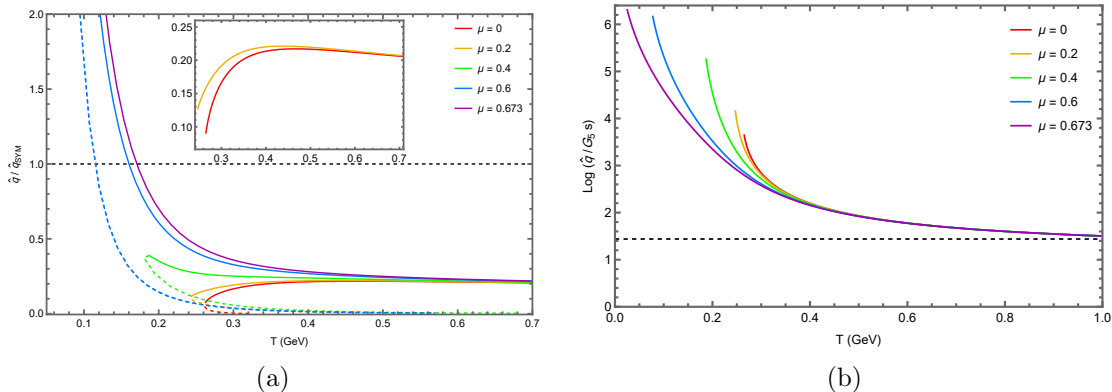 2.0
1.5
1.0
0.5
0.0
q̂ / q̂SYM
0.1 0.2 0.3 0.4 0.5 0.6 0.7
T (GeV)
0.25
0.20
0.15
0.10
0.3 0.4 0.5 0.6 0.7
μ = 0
μ = 0.2
μ = 0.4
μ = 0.6
μ = 0.673
(a)
6
5
4
3
2
1
0
Log (q̂ / G5 s)
0.0 0.2 0.4 0.6 0.8 1.0
T (GeV)
μ = 0
μ = 0.2
μ = 0.4
μ = 0.6
μ = 0.673
(b)